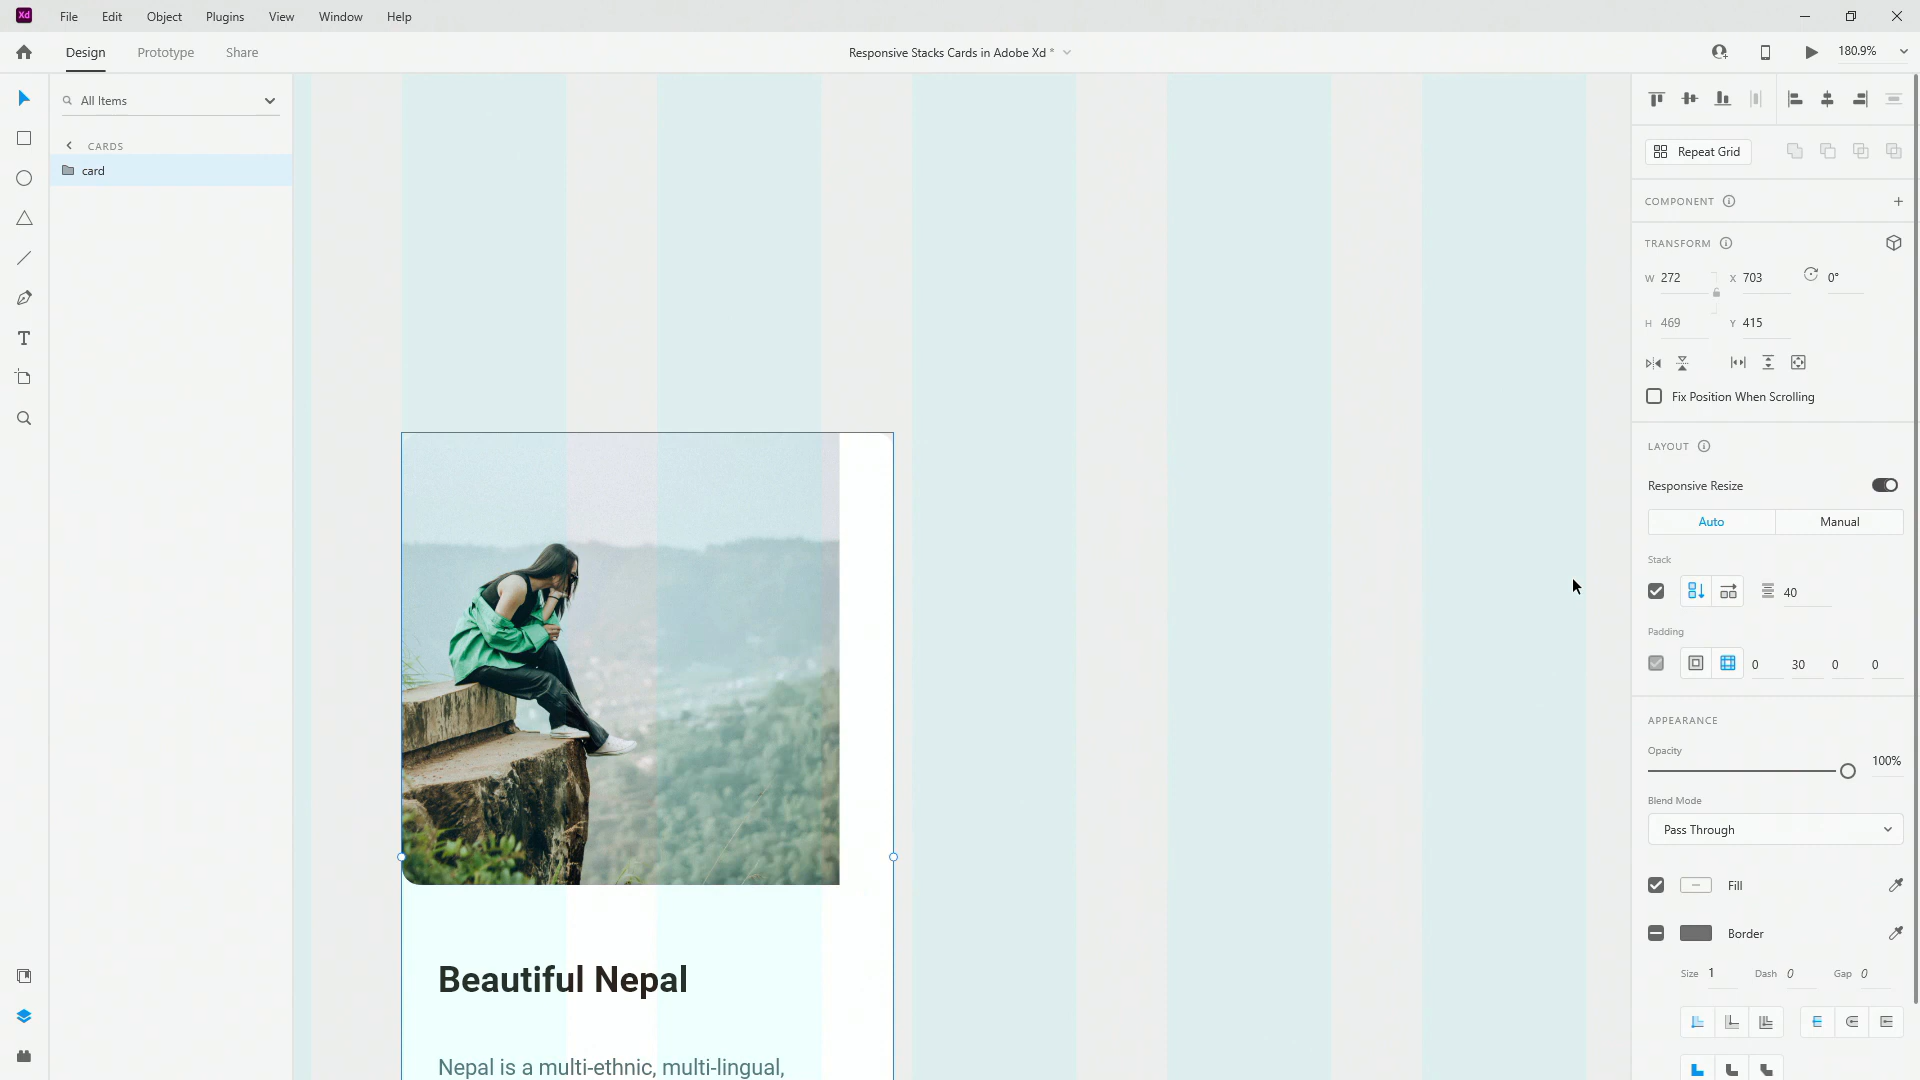 Xd File Edit Object Plugins View Window Help
Design Prototype Share
Responsive Stacks Cards in Adobe Xd *
180.9%
All Items
CARDS
card
Repeat Grid
COMPONENT
TRANSFORM
W 272 X 703 0°
H 469 Y 415
Fix Position When Scrolling
LAYOUT
Responsive Resize
Auto Manual
Stack
40
Padding
0 30 0 0
APPEARANCE
Opacity
100%
Blend Mode
Pass Through
Fill
Border
Size 1 Dash 0 Gap 0
Beautiful Nepal
Nepal is a multi-ethnic, multi-lingual,